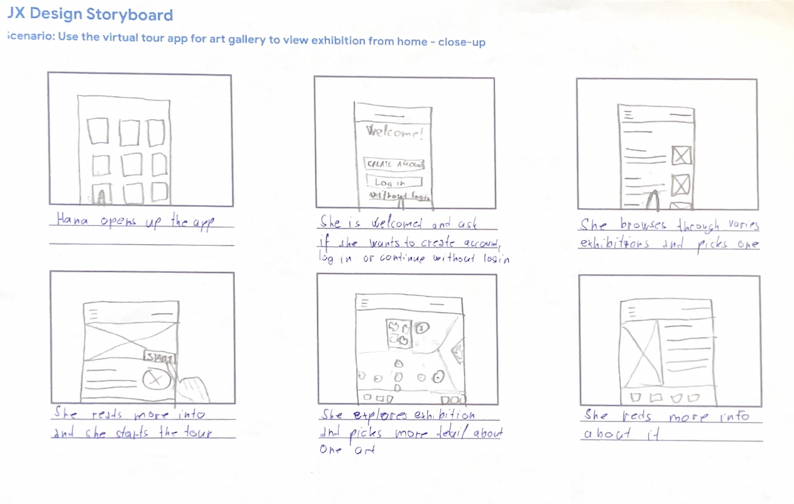 UX Design Storyboard
Scenario: Use the virtual tour app for art gallery to view exhibition from home - close-up
Welcome!
CREATE ACCOUNT
Log in
without login
Hana opens up the app
She is welcomed and ask
if she wants to create account,
log in or continue without login
She browses through varies
exhibitions and picks one
START
She reads more into
and she starts the tour
She explores exhibition
and picks more detail about
one art
She reds more info
about it